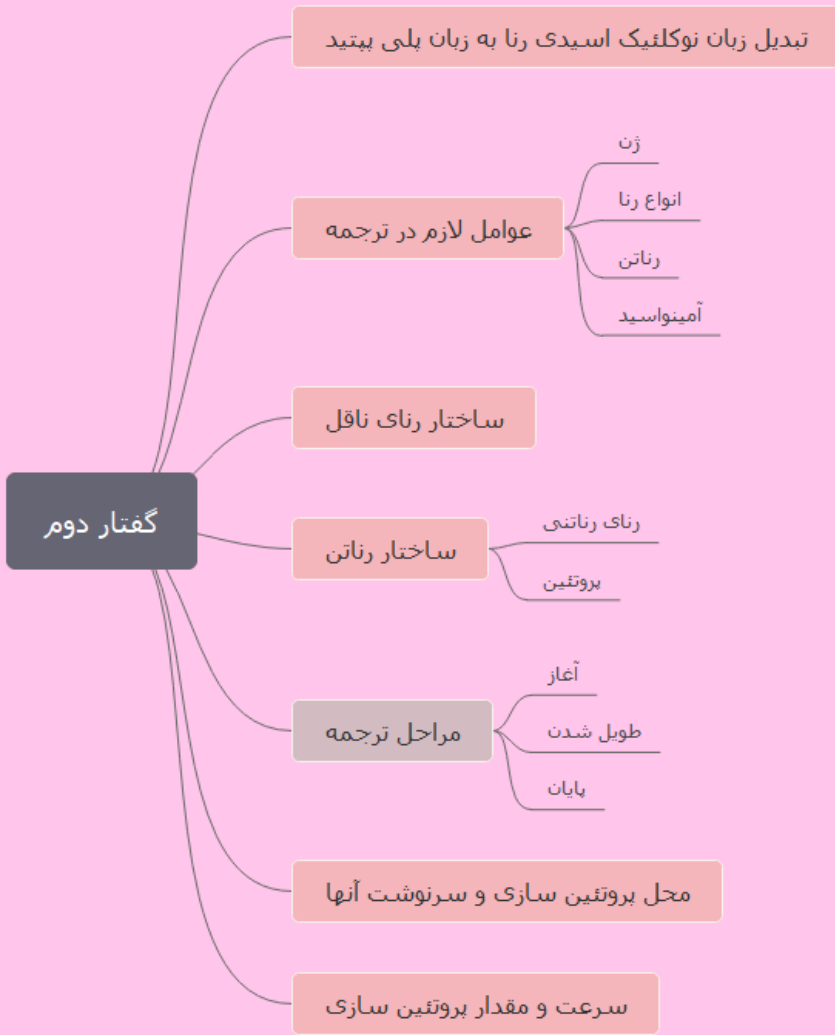 گفتار دوم
تبدیل زبان نوکلئیک اسیدی رنا به زبان پلی پپتید
عوامل لازم در ترجمه
ژن
انواع رنا
رناتن
آمینواسید
ساختار رنای ناقل
ساختار رناتن
رنای رناتنی
پروتئین
مراحل ترجمه
آغاز
طویل شدن
پایان
محل پروتئین سازی و سرنوشت آنها
سرعت و مقدار پروتئین سازی